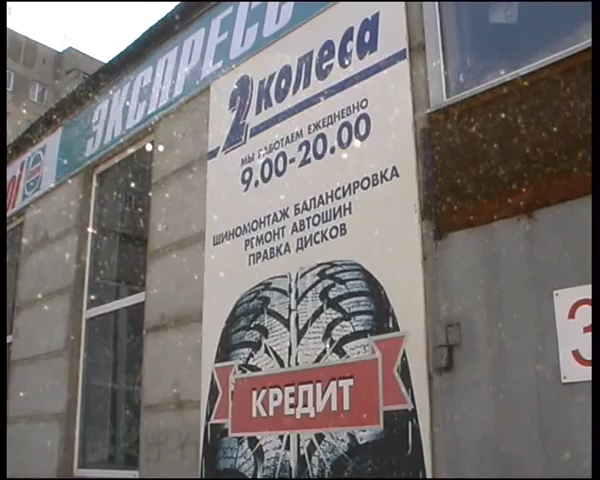 ЭКСПРЕСС
2 колеса
МЫ РАБОТАЕМ ЕЖЕДНЕВНО
9.00-20.00
ШИНОМОНТАЖ БАЛАНСИРОВКА
РЕМОНТ АВТОШИН
ПРАВКА ДИСКОВ
КРЕДИТ